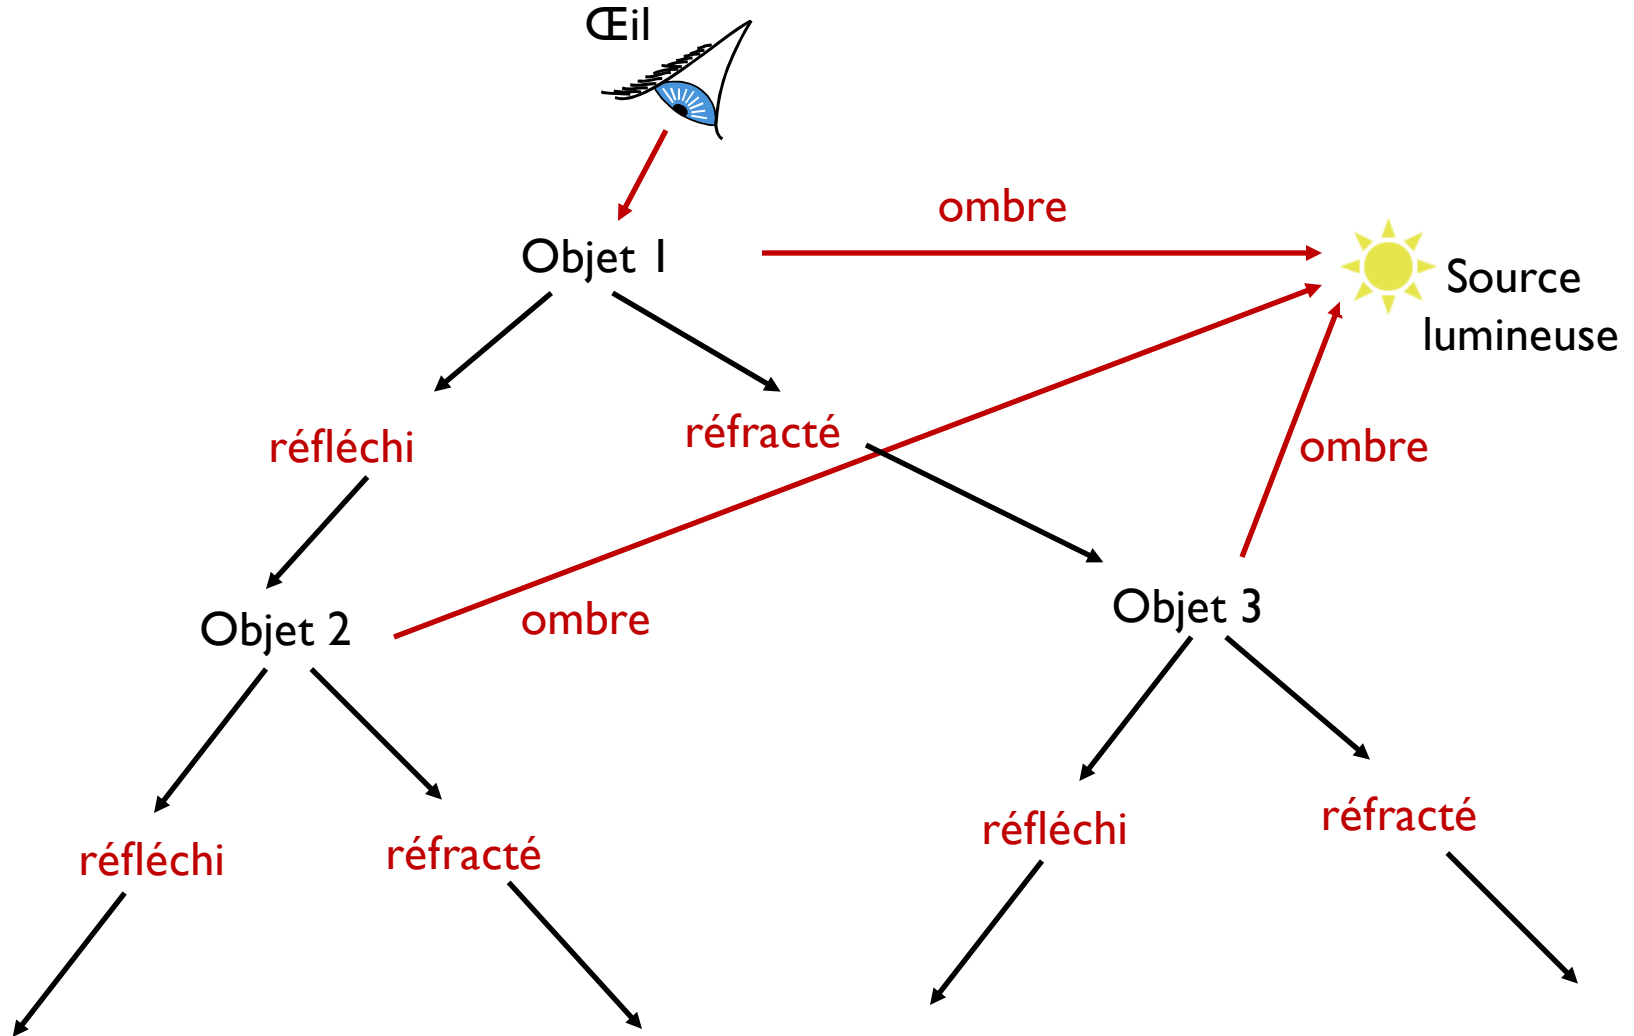 Œil
ombre
Objet 1
Source
lumineuse
réfléchi
réfracté
ombre
Objet 2
ombre
Objet 3
réfléchi
réfracté
réfléchi
réfracté